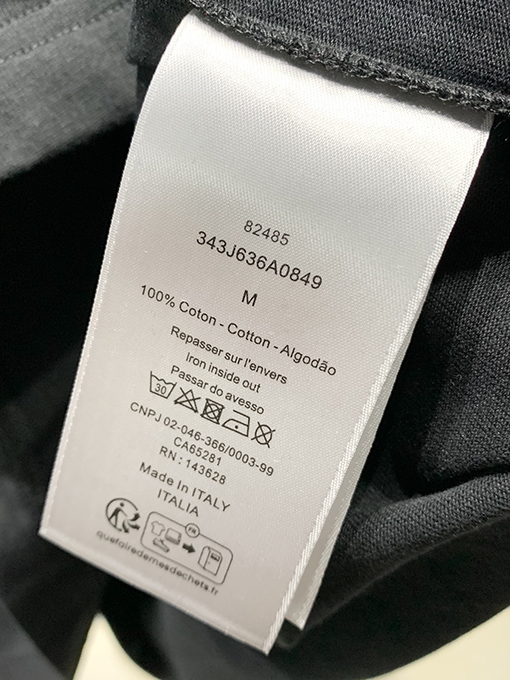 82485
343J636A0849
M
100% Coton - Cotton - Algodão
Repasser sur l'envers
Iron inside out
Passar do avesso
30
CNPJ 02-046-366/0003-99
CA65281
RN : 143628
Made In ITALY
ITALIA
FR
quefairedemesdechets.fr